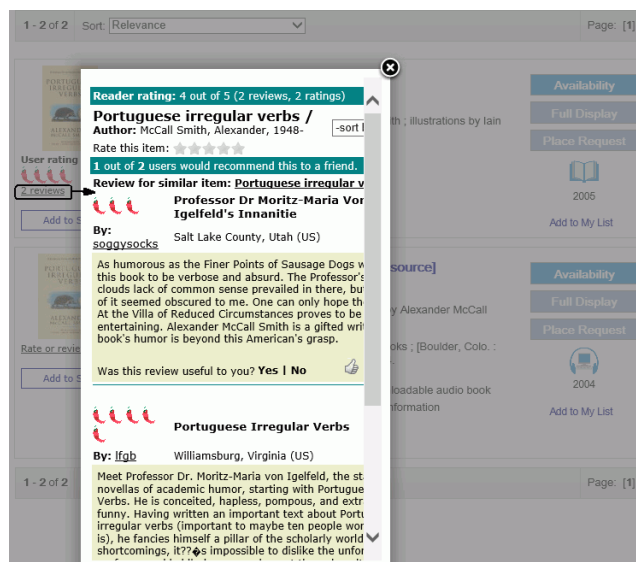 1 - 2 of 2 Sort: Relevance Page: [1]
Reader rating: 4 out of 5 (2 reviews, 2 ratings)
Portuguese irregular verbs /
Author: McCall Smith, Alexander, 1948-
-sort
Rate this item:
1 out of 2 users would recommend this to a friend.
Review for similar item: Portuguese irregular v
Professor Dr Moritz-Maria Von
Igelfeld's Innanitie
By:
soggysocks
Salt Lake County, Utah (US)
As humorous as the Finer Points of Sausage Dogs w
this book to be verbose and absurd. The Professor's
clouds lack of common sense prevailed in there, but
of it seemed obscured to me. One can only hope th
At the Villa of Reduced Circumstances proves to be
entertaining. Alexander McCall Smith is a gifted writ
book's humor is beyond this American's grasp.
Was this review useful to you? Yes | No
Portuguese Irregular Verbs
By: lfgb Williamsburg, Virginia (US)
Meet Professor Dr. Moritz-Maria von Igelfeld, the sta
novellas of academic humor, starting with Portugue
Verbs. He is conceited, hapless, pompous, and extr
funny. Having written an important text about Portu
irregular verbs (important to maybe ten people wor
is), he fancies himself a pillar of the scholarly world
shortcomings, it??�s impossible to dislike the unfor
User rating
2 reviews
Add to S
th ; illustrations by Iain
Availability
Full Display
Place Request
2005
Add to My List
PORTUGUESE
IRREGULAR
VERBS
Rate or revie
Add to S
source]
y Alexander McCall
oks ; [Boulder, Colo. :
loadable audio book
nformation
Availability
Full Display
Place Request
2004
Add to My List
1 - 2 of 2 Page: [1]